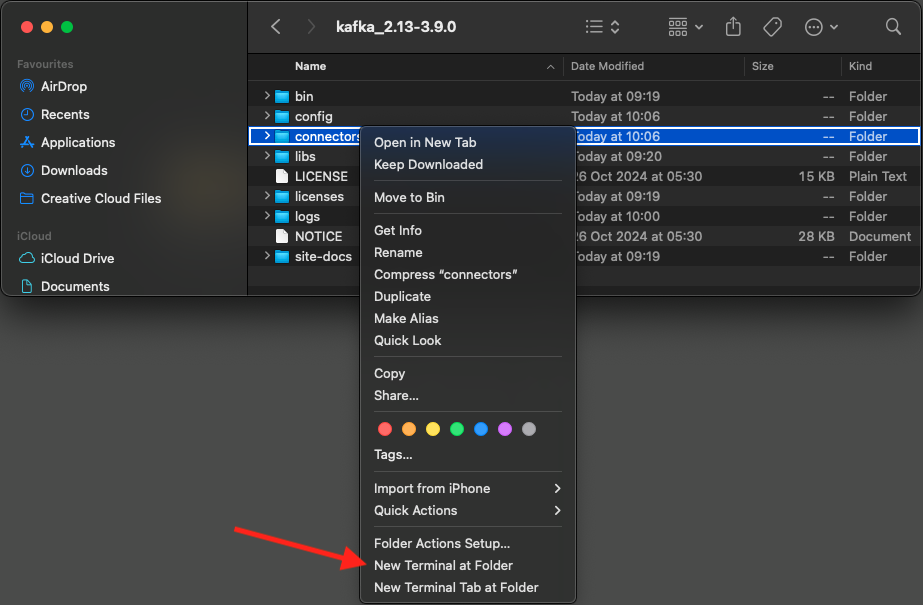 kafka_2.13-3.9.0
Favourites
AirDrop
Recents
Applications
Downloads
Creative Cloud Files
iCloud
iCloud Drive
Documents
Name Date Modified Size Kind
bin Today at 09:19 -- Folder
config Today at 10:06 -- Folder
connectors Today at 10:06 -- Folder
libs Today at 09:20 -- Folder
LICENSE 26 Oct 2024 at 05:30 15 KB Plain Text
licenses Today at 09:19 -- Folder
logs Today at 10:00 -- Folder
NOTICE 26 Oct 2024 at 05:30 28 KB Document
site-docs Today at 09:19 -- Folder
Open in New Tab
Keep Downloaded
Move to Bin
Get Info
Rename
Compress “connectors”
Duplicate
Make Alias
Quick Look
Copy
Share...
Tags...
Import from iPhone
Quick Actions
Folder Actions Setup...
New Terminal at Folder
New Terminal Tab at Folder